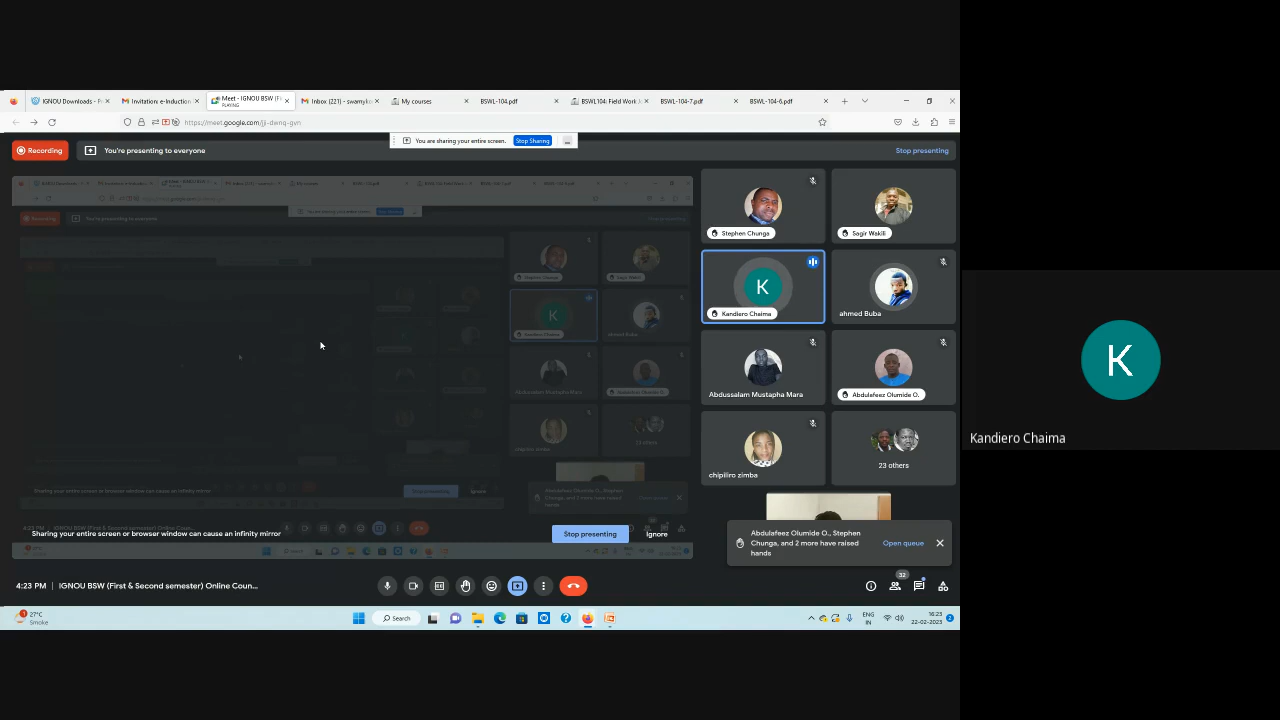 IGNOU Downloads - P
Invitation: e-Induction
Meet - IGNOU BSW (Fi
PLAYING
Inbox (221) - swamyk
My courses
BSWL-104.pdf
BSWL104: Field Work J
BSWL-104-7.pdf
BSWL-104-6.pdf
https://meet.google.com/
You are sharing your entire screen.
Stop Sharing
Recording
You're presenting to everyone
Stop presenting
Stephen Chunga
Sagir Wakili
K
Kandiero Chaima
ahmed Buba
Abdussalam Mustapha Mara
Abdulafeez Olumide O.
chipiliro zimba
23 others
Sharing your entire screen or browser window can cause an infinity mirror
Stop presenting
Ignore
Abdulafeez Olumide O., Stephen
Chunga, and 2 more have raised
hands
Open queue
4:23 PM | IGNOU BSW (First & Second semester) Online Coun...
32
27°C
Smoke
Search
ENG
IN
16:23
22-02-2023
K
Kandiero Chaima